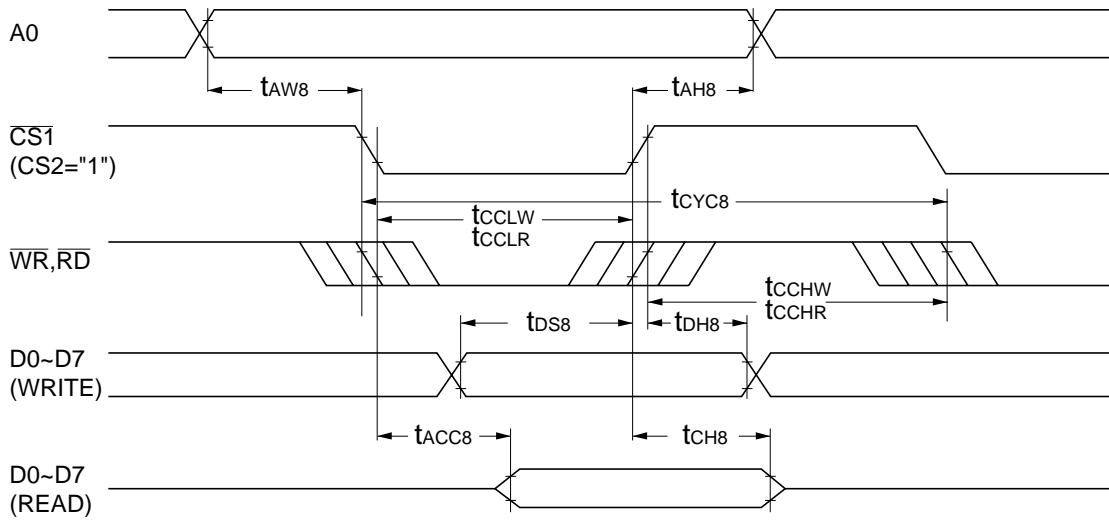 A0
tAW8
tAH8
CS1
(CS2="1")
tCYC8
tCCLW
tCCLR
WR,RD
tCCHW
tCCHR
tDS8
tDH8
D0~D7
(WRITE)
tACC8
tCH8
D0~D7
(READ)